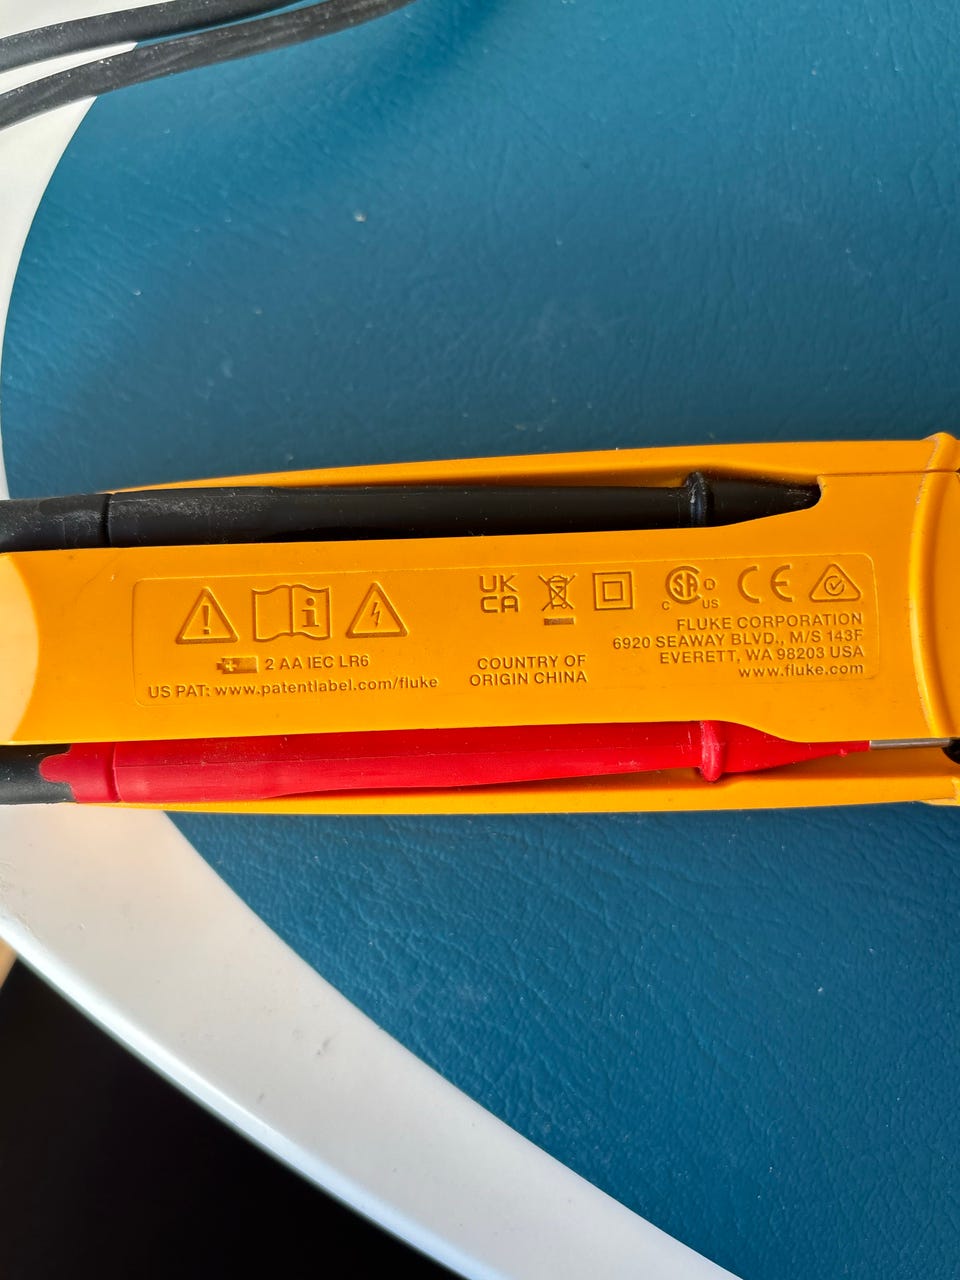 2 AA IEC LR6
US PAT: www.patentlabel.com/fluke
UK
CA
COUNTRY OF
ORIGIN CHINA
C SA R US
CE
FLUKE CORPORATION
6920 SEAWAY BLVD., M/S 143F
EVERETT, WA 98203 USA
www.fluke.com